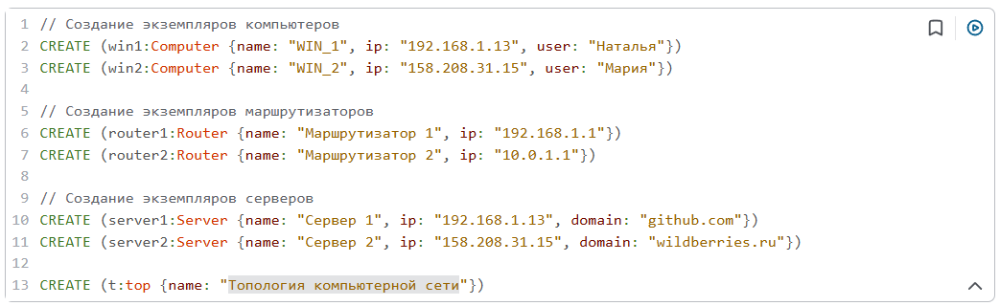 1 // Создание экземпляров компьютеров
2 CREATE (win1:Computer {name: "WIN_1", ip: "192.168.1.13", user: "Наталья"})
3 CREATE (win2:Computer {name: "WIN_2", ip: "158.208.31.15", user: "Мария"})
4
5 // Создание экземпляров маршрутизаторов
6 CREATE (router1:Router {name: "Маршрутизатор 1", ip: "192.168.1.1"})
7 CREATE (router2:Router {name: "Маршрутизатор 2", ip: "10.0.1.1"})
8
9 // Создание экземпляров серверов
10 CREATE (server1:Server {name: "Сервер 1", ip: "192.168.1.13", domain: "github.com"})
11 CREATE (server2:Server {name: "Сервер 2", ip: "158.208.31.15", domain: "wildberries.ru"})
12
13 CREATE (t:top {name: "Топология компьютерной сети"})